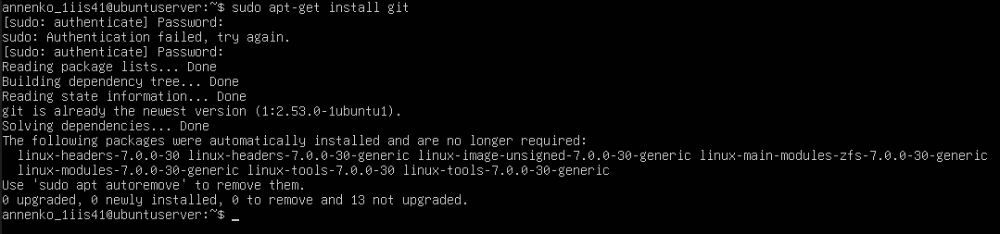 annenko_1iis41@ubuntuserver:~$ sudo apt-get install git
[sudo: authenticate] Password:
sudo: Authentication failed, try again.
[sudo: authenticate] Password:
Reading package lists... Done
Building dependency tree... Done
Reading state information... Done
git is already the newest version (1:2.53.0-1ubuntu1).
Solving dependencies... Done
The following packages were automatically installed and are no longer required:
  linux-headers-7.0.0-30 linux-headers-7.0.0-30-generic linux-image-unsigned-7.0.0-30-generic linux-main-modules-zfs-7.0.0-30-generic
  linux-modules-7.0.0-30-generic linux-tools-7.0.0-30 linux-tools-7.0.0-30-generic
Use 'sudo apt autoremove' to remove them.
0 upgraded, 0 newly installed, 0 to remove and 13 not upgraded.
annenko_1iis41@ubuntuserver:~$ _